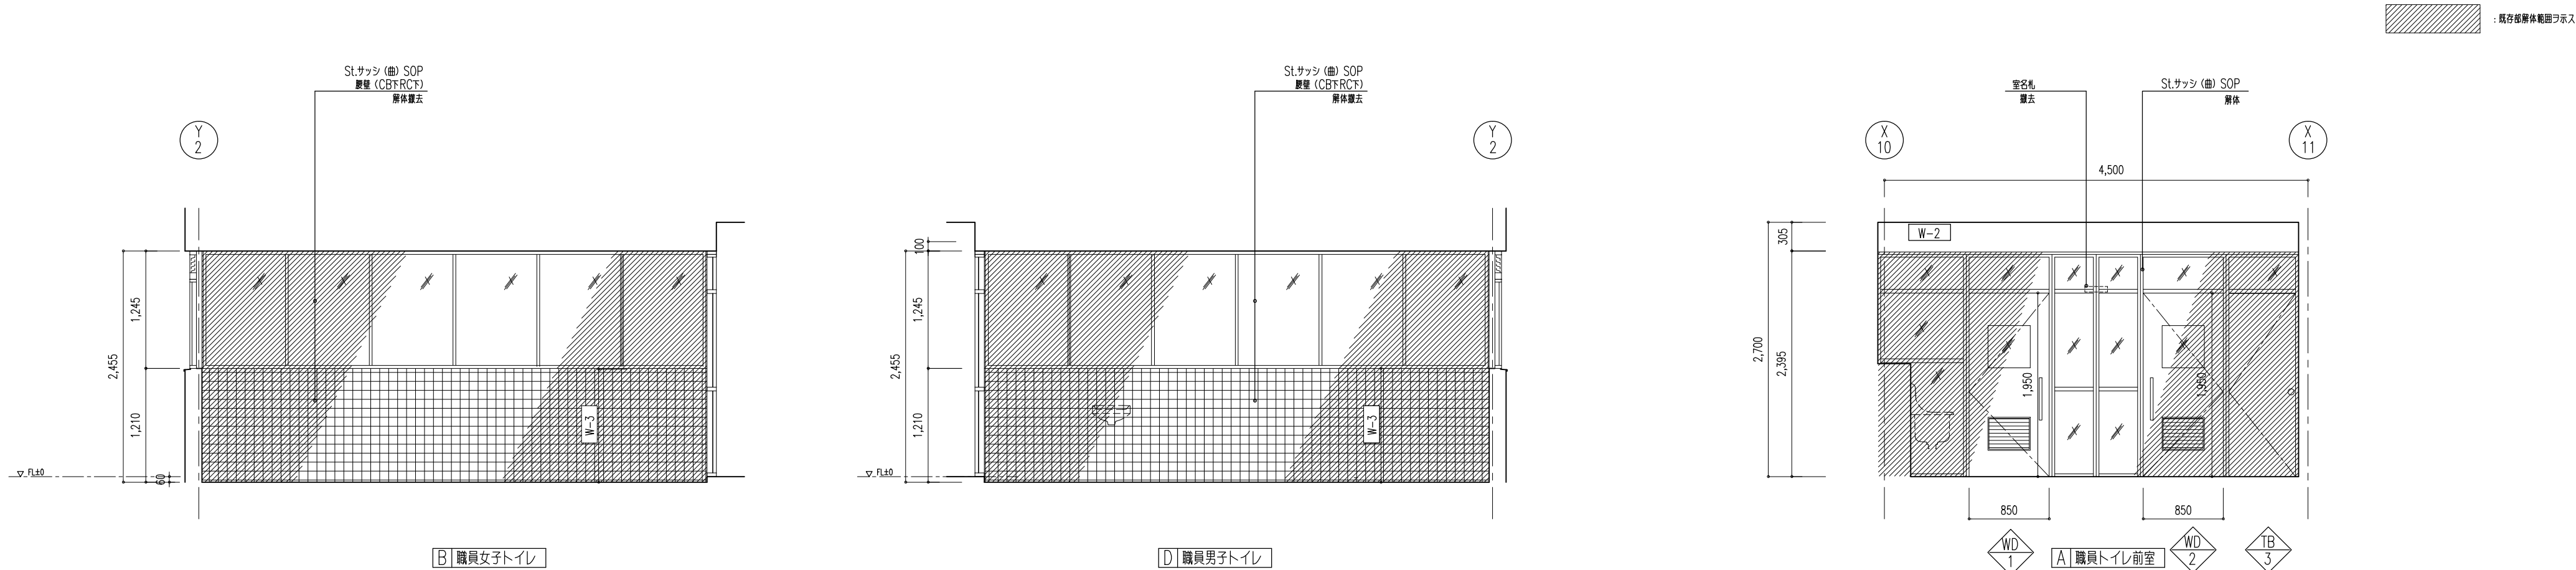 ：既存部解体範囲ヲ示ス
St.サッシ（曲）SOP
腰壁（CB下RC下）
解体撤去
Y
2
2,455
1,245
1,210
60
▽ FL±0
W-3
B 職員女子トイレ
St.サッシ（曲）SOP
腰壁（CB下RC下）
解体撤去
Y
2
100
2,455
1,245
1,210
▽ FL±0
W-3
D 職員男子トイレ
室名札
撤去
St.サッシ（曲）SOP
解体
X
10
X
11
4,500
W-2
305
2,700
2,395
1,950
1,950
850
850
WD
1
A 職員トイレ前室
WD
2
TB
3